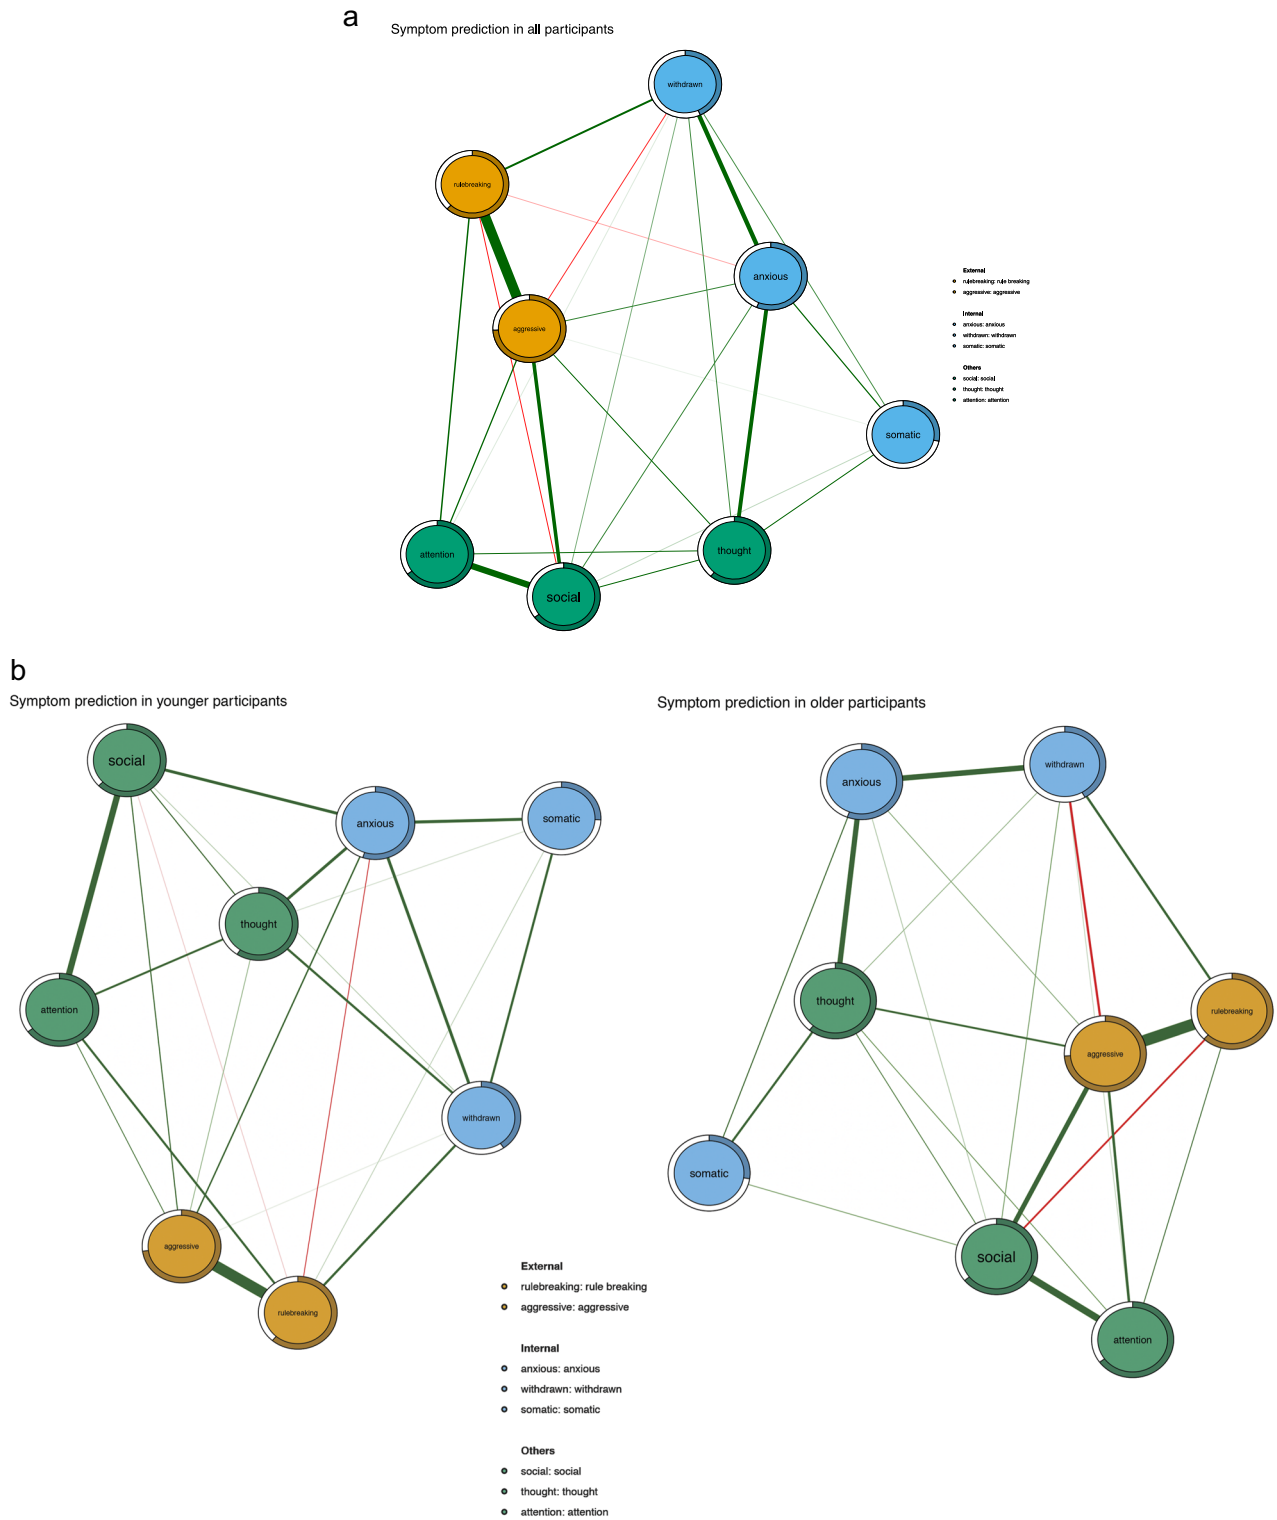 a
Symptom prediction in all participants
withdrawn
rulebreaking
anxious
aggressive
somatic
attention
thought
social
External
rulebreaking: rule breaking
aggressive: aggressive
Internal
anxious: anxious
withdrawn: withdrawn
somatic: somatic
Others
social: social
thought: thought
attention: attention
b
Symptom prediction in younger participants
social
anxious
somatic
thought
attention
withdrawn
aggressive
rulebreaking
Symptom prediction in older participants
anxious
withdrawn
thought
rulebreaking
aggressive
somatic
social
attention
External
rulebreaking: rule breaking
aggressive: aggressive
Internal
anxious: anxious
withdrawn: withdrawn
somatic: somatic
Others
social: social
thought: thought
attention: attention